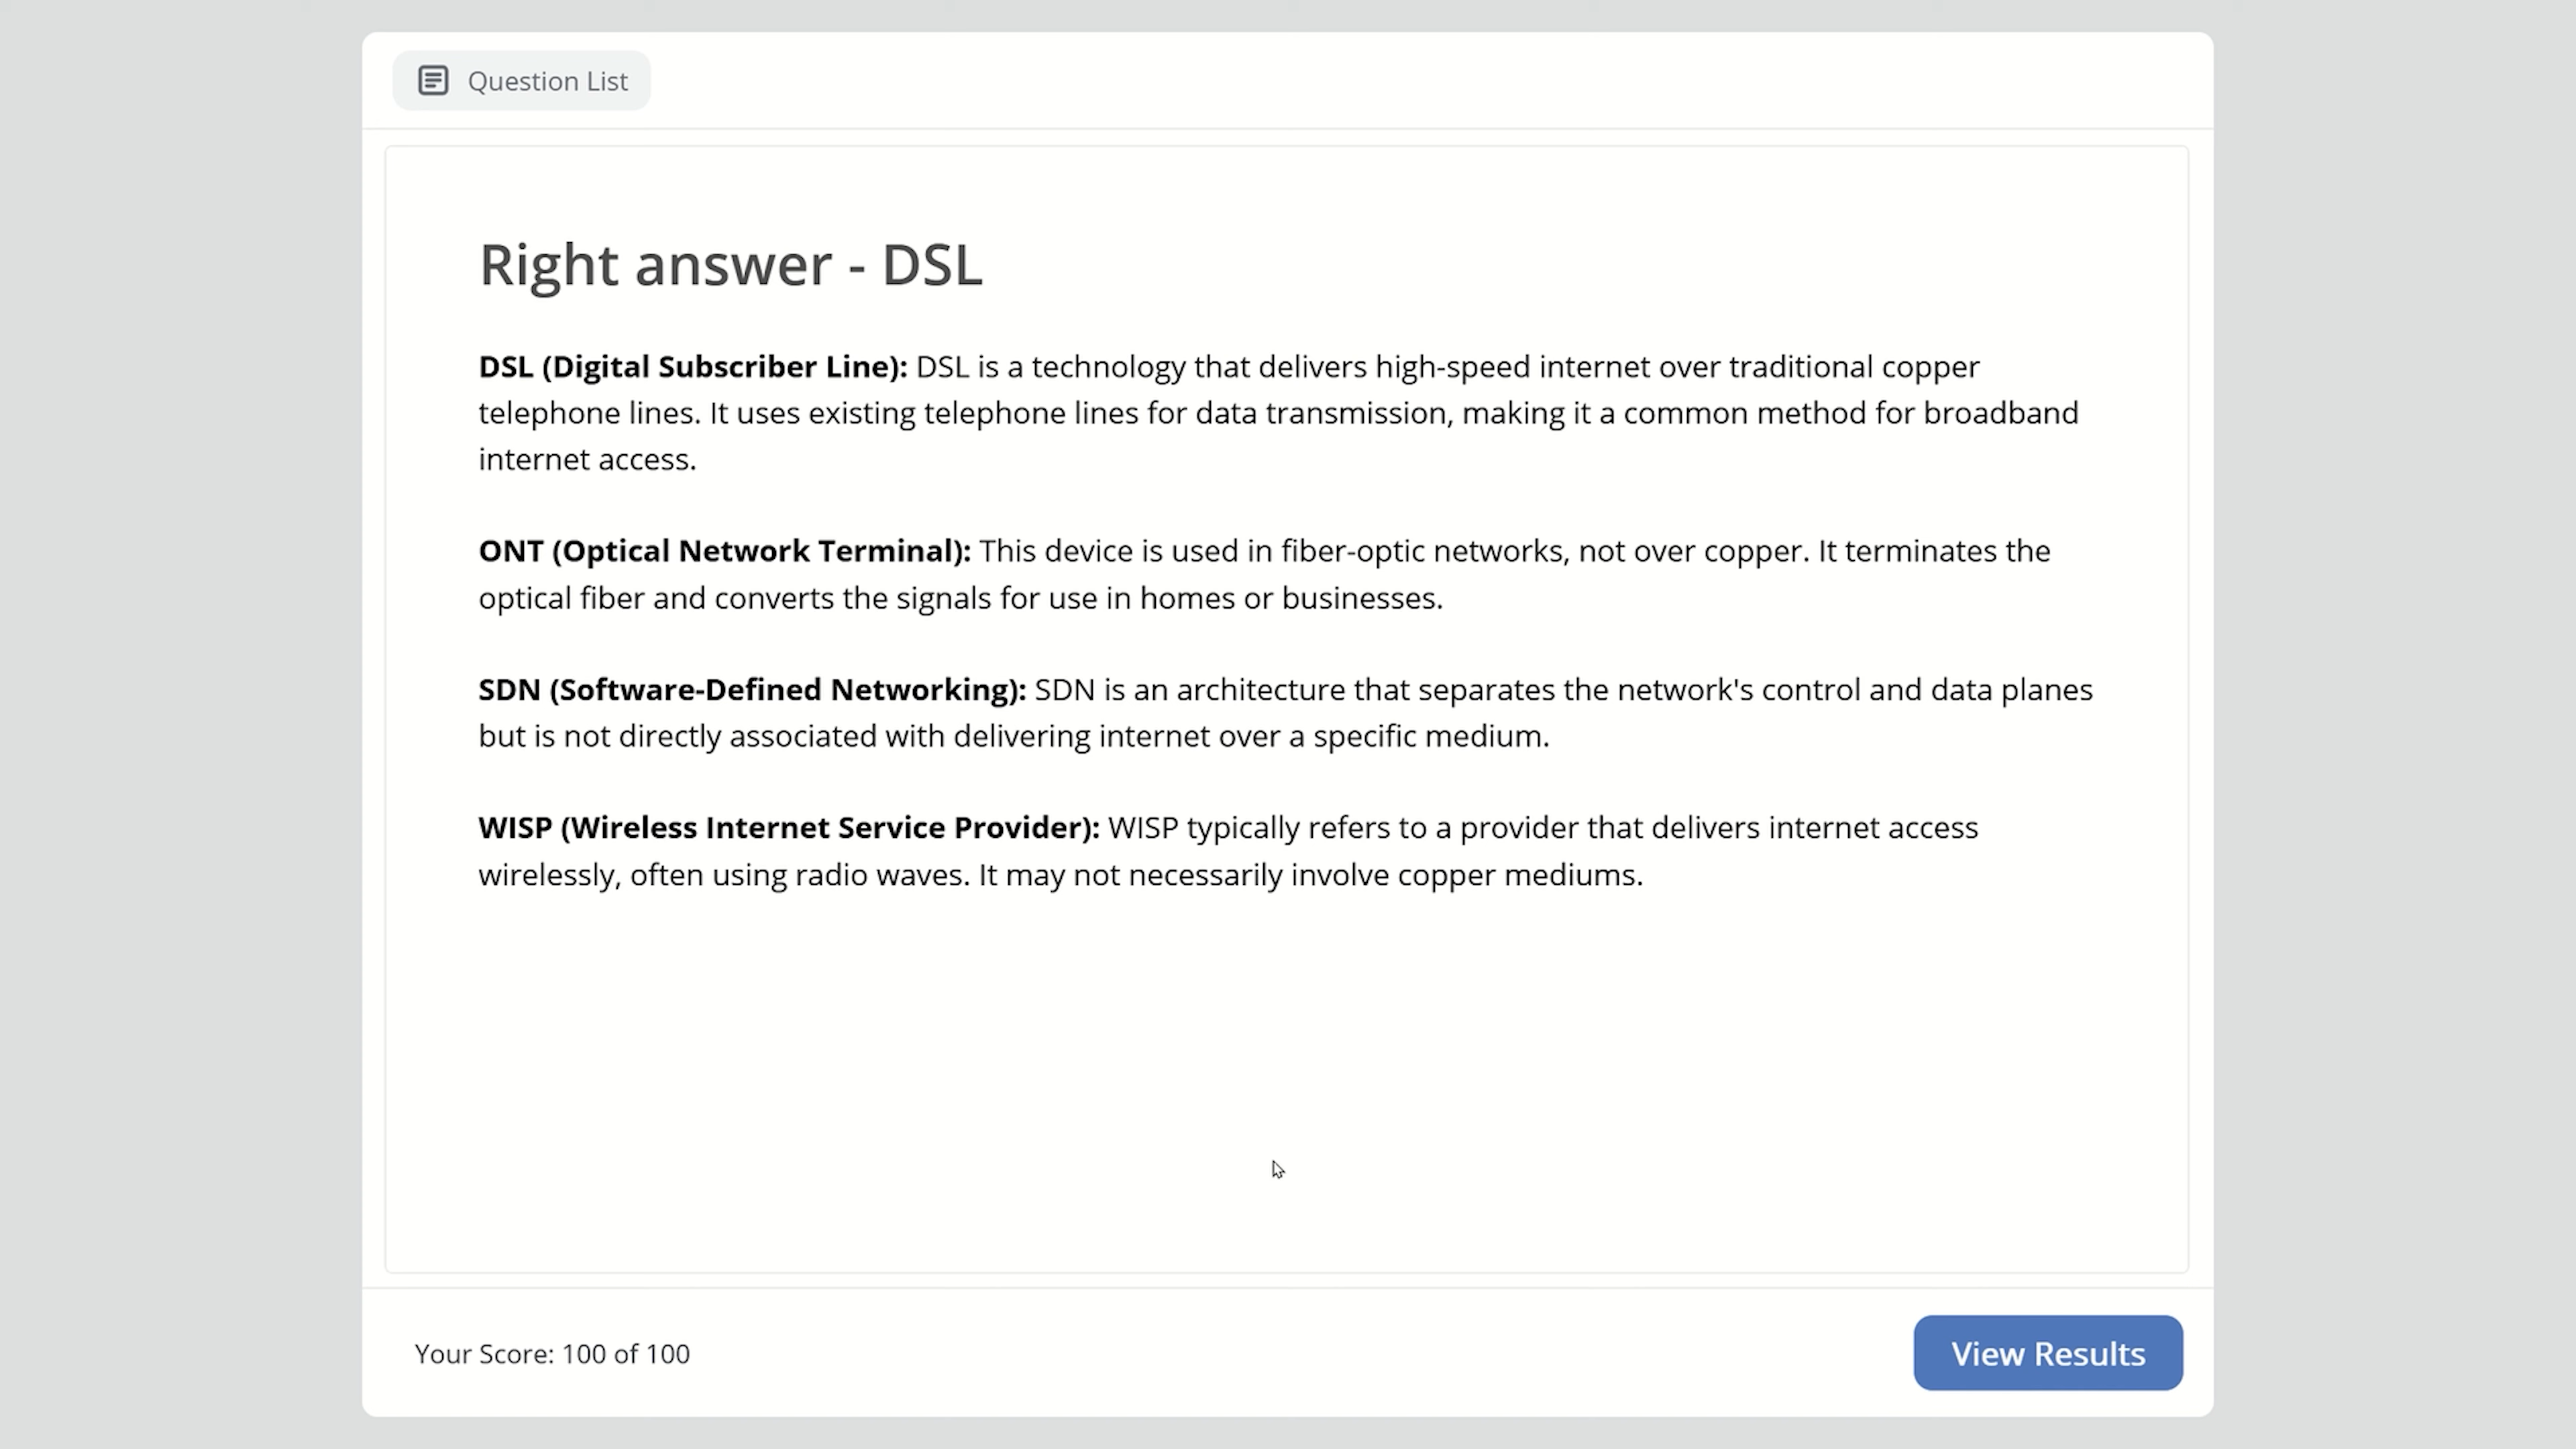 Question List
Right answer - DSL
DSL (Digital Subscriber Line): DSL is a technology that delivers high-speed internet over traditional copper
telephone lines. It uses existing telephone lines for data transmission, making it a common method for broadband
internet access.
ONT (Optical Network Terminal): This device is used in fiber-optic networks, not over copper. It terminates the
optical fiber and converts the signals for use in homes or businesses.
SDN (Software-Defined Networking): SDN is an architecture that separates the network's control and data planes
but is not directly associated with delivering internet over a specific medium.
WISP (Wireless Internet Service Provider): WISP typically refers to a provider that delivers internet access
wirelessly, often using radio waves. It may not necessarily involve copper mediums.
Your Score: 100 of 100
View Results